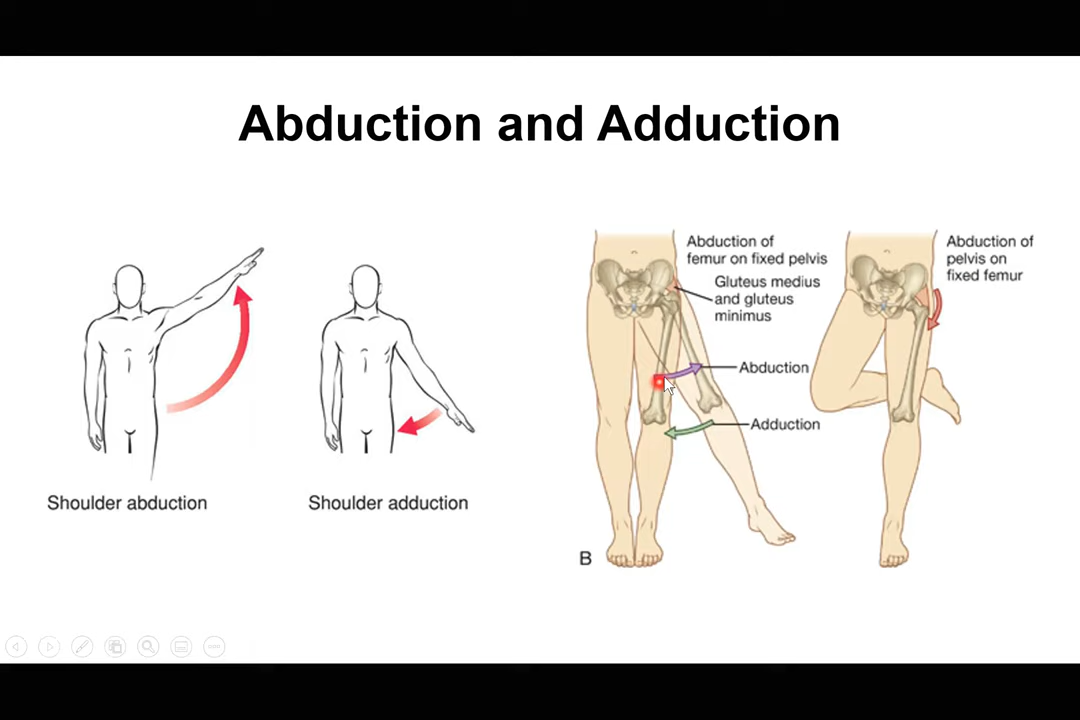 Abduction and Adduction
Shoulder abduction
Shoulder adduction
Abduction of
femur on fixed pelvis
Gluteus medius
and gluteus
minimus
Abduction
Adduction
B
Abduction of
pelvis on
fixed femur